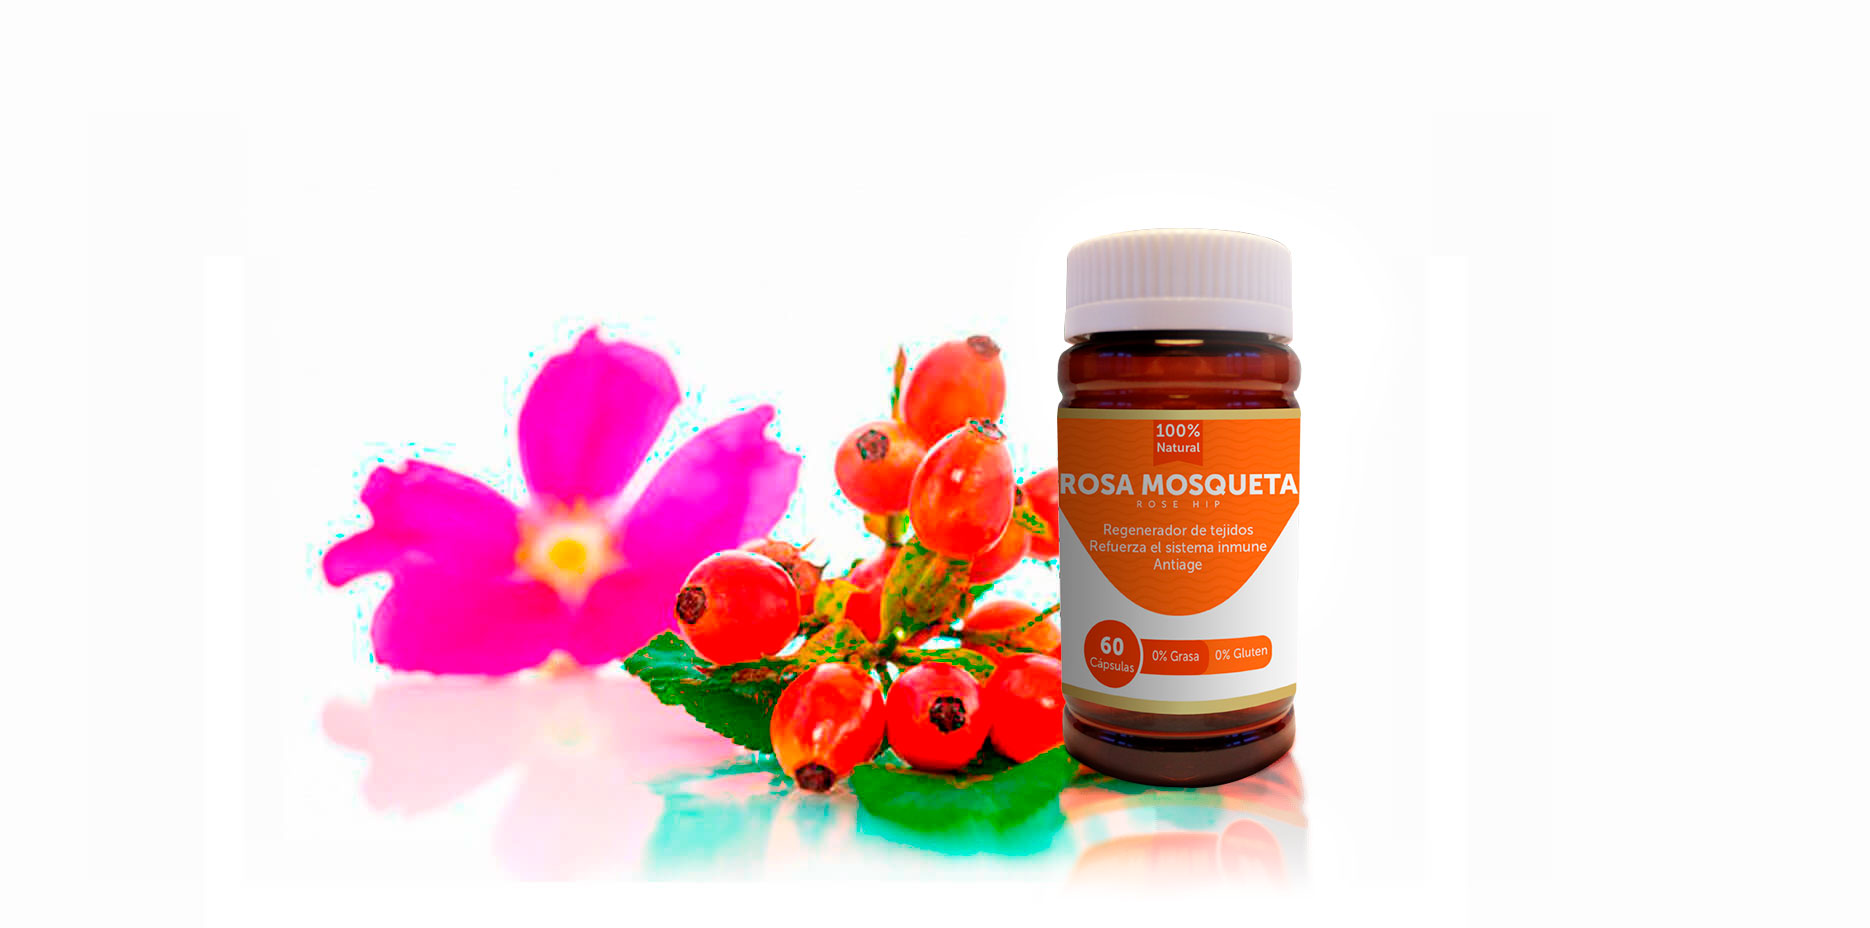 100%
Natural
ROSA MOSQUETA
ROSE HIP
Regenerador de tejidos
Refuerza el sistema inmune
Antiage
60
Cápsulas
0% Grasa
0% Gluten